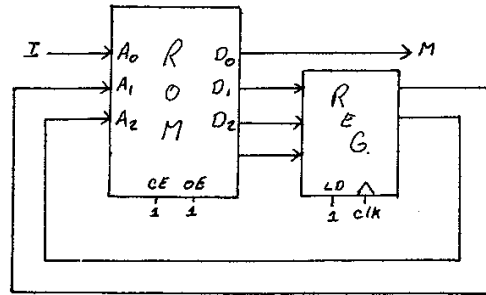 I A₀ R D₀ M
A₁ O D₁ R
A₂ M D₂ E
G.
CE OE LD clk
1 1 1